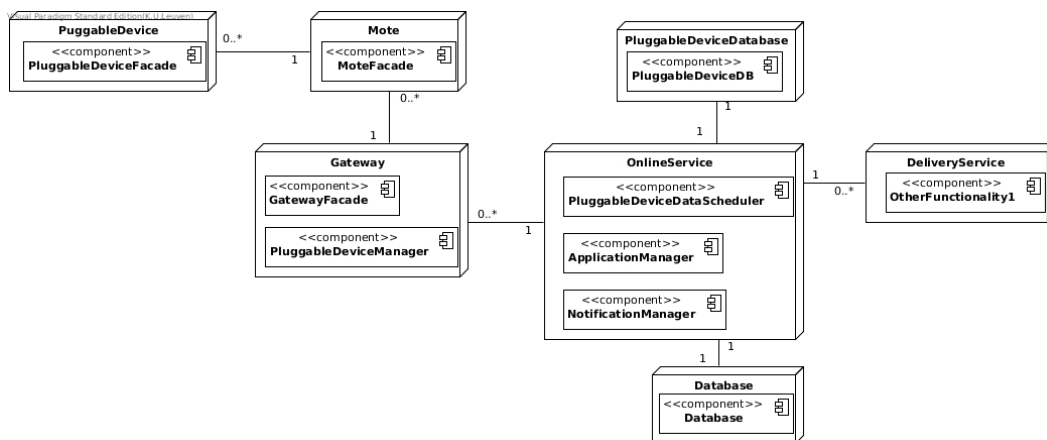 Visual Paradigm Standard Edition(K.U.Leuven)
PuggableDevice
<<component>>
PluggableDeviceFacade
0..*
1
Mote
<<component>>
MoteFacade
0..*
1
PluggableDeviceDatabase
<<component>>
PluggableDeviceDB
1
1
Gateway
<<component>>
GatewayFacade
<<component>>
PluggableDeviceManager
0..*
1
OnlineService
<<component>>
PluggableDeviceDataScheduler
<<component>>
ApplicationManager
<<component>>
NotificationManager
1
0..*
DeliveryService
<<component>>
OtherFunctionality1
1
1
Database
<<component>>
Database